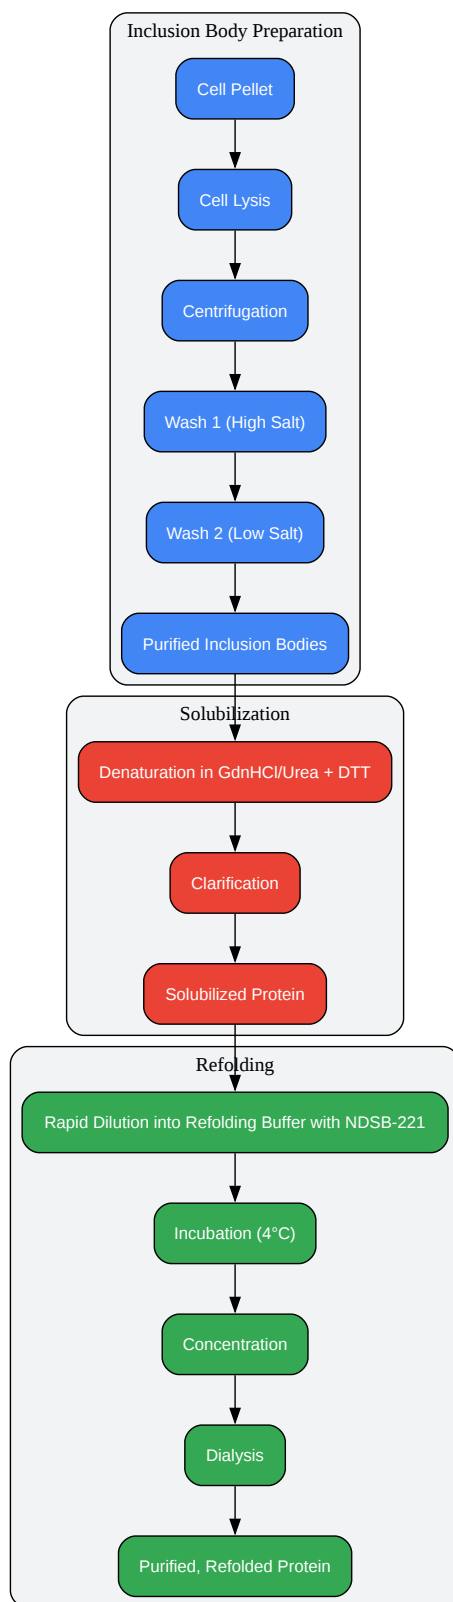 Inclusion Body Preparation
Cell Pellet
Cell Lysis
Centrifugation
Wash 1 (High Salt)
Wash 2 (Low Salt)
Purified Inclusion Bodies
Solubilization
Denaturation in GdnHCl/Urea + DTT
Clarification
Solubilized Protein
Refolding
Rapid Dilution into Refolding Buffer with NDSB-221
Incubation (4°C)
Concentration
Dialysis
Purified, Refolded Protein